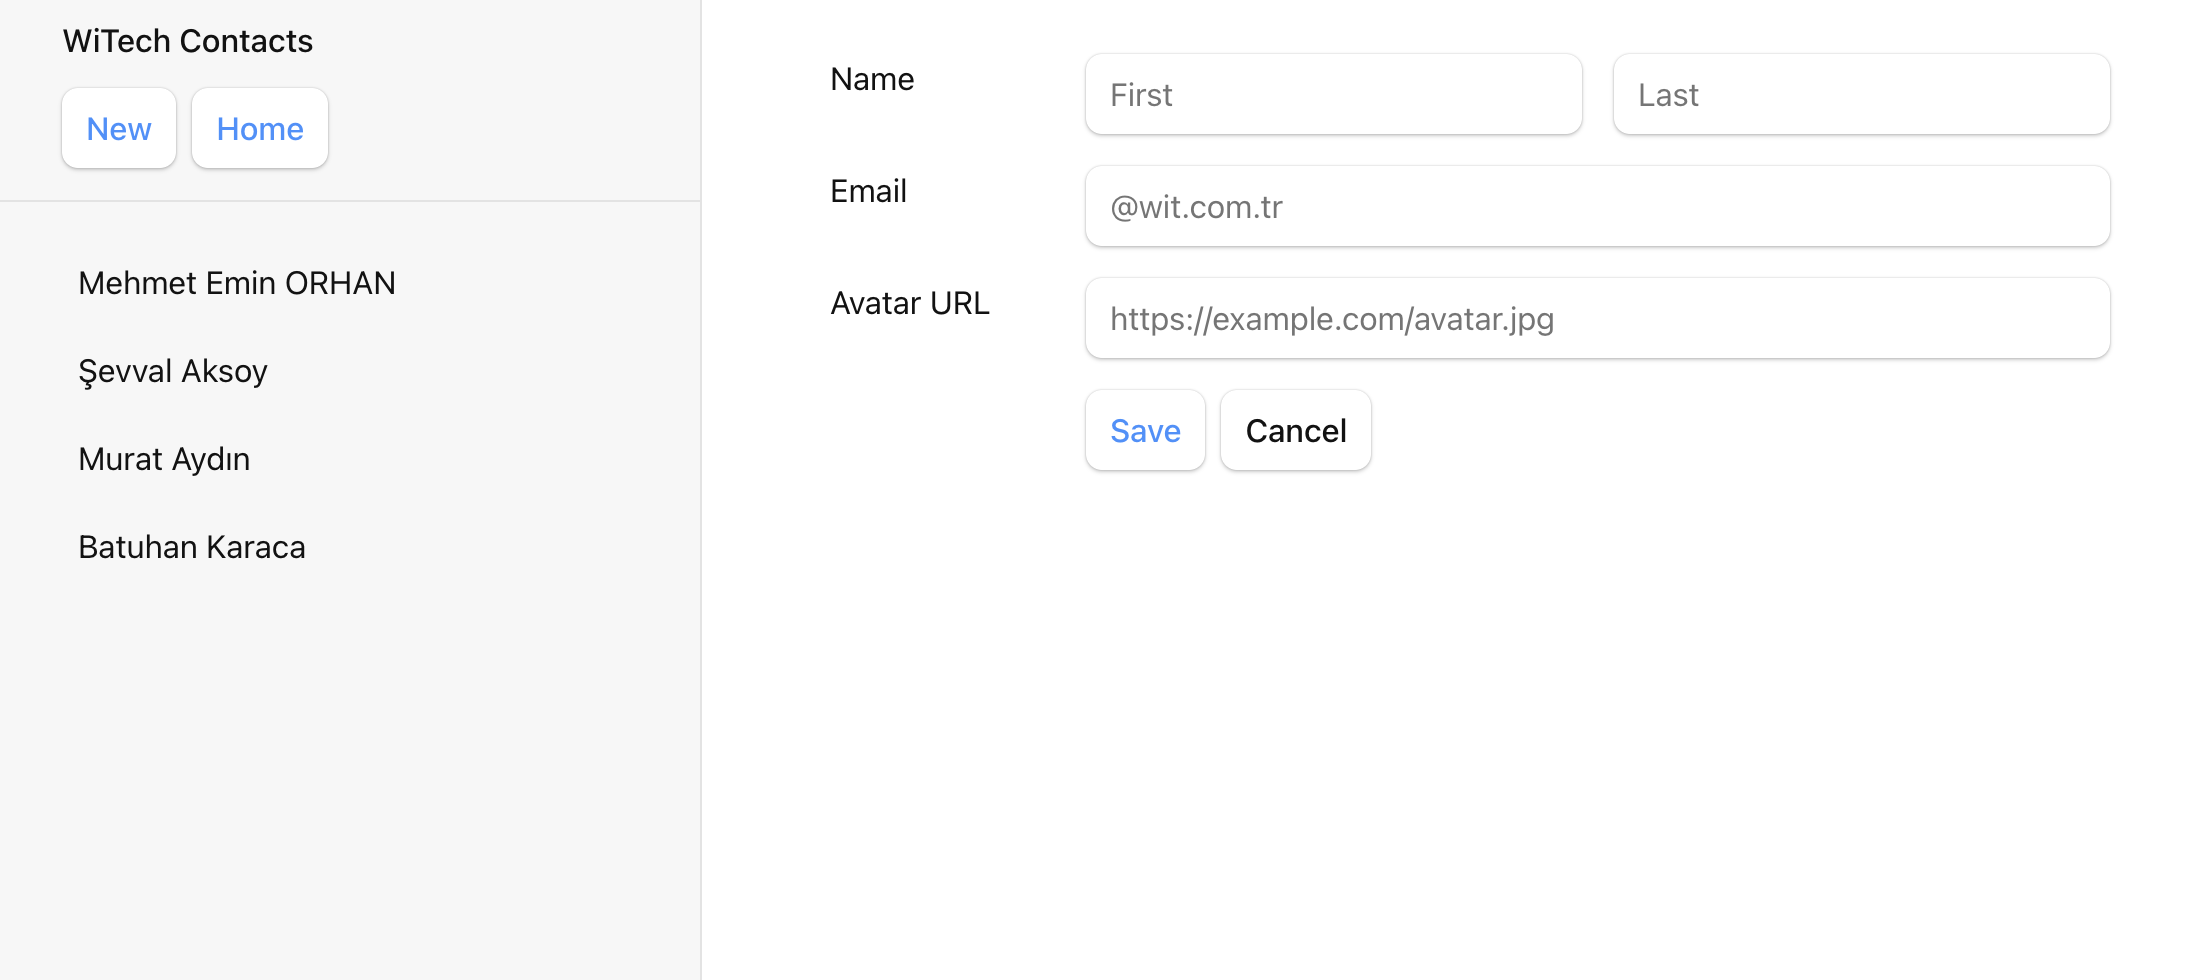 WiTech Contacts
New Home
Mehmet Emin ORHAN
Şevval Aksoy
Murat Aydın
Batuhan Karaca
Name First Last
Email @wit.com.tr
Avatar URL https://example.com/avatar.jpg
Save Cancel